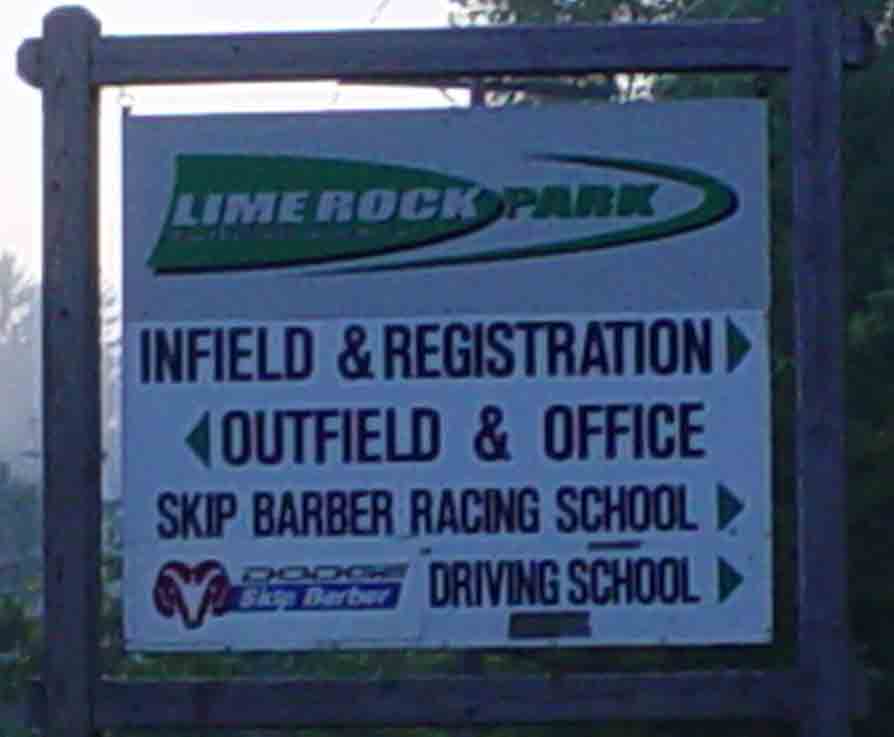 LIME ROCK PARK
INFIELD & REGISTRATION
OUTFIELD & OFFICE
SKIP BARBER RACING SCHOOL
DODGE
Skip Barber
DRIVING SCHOOL